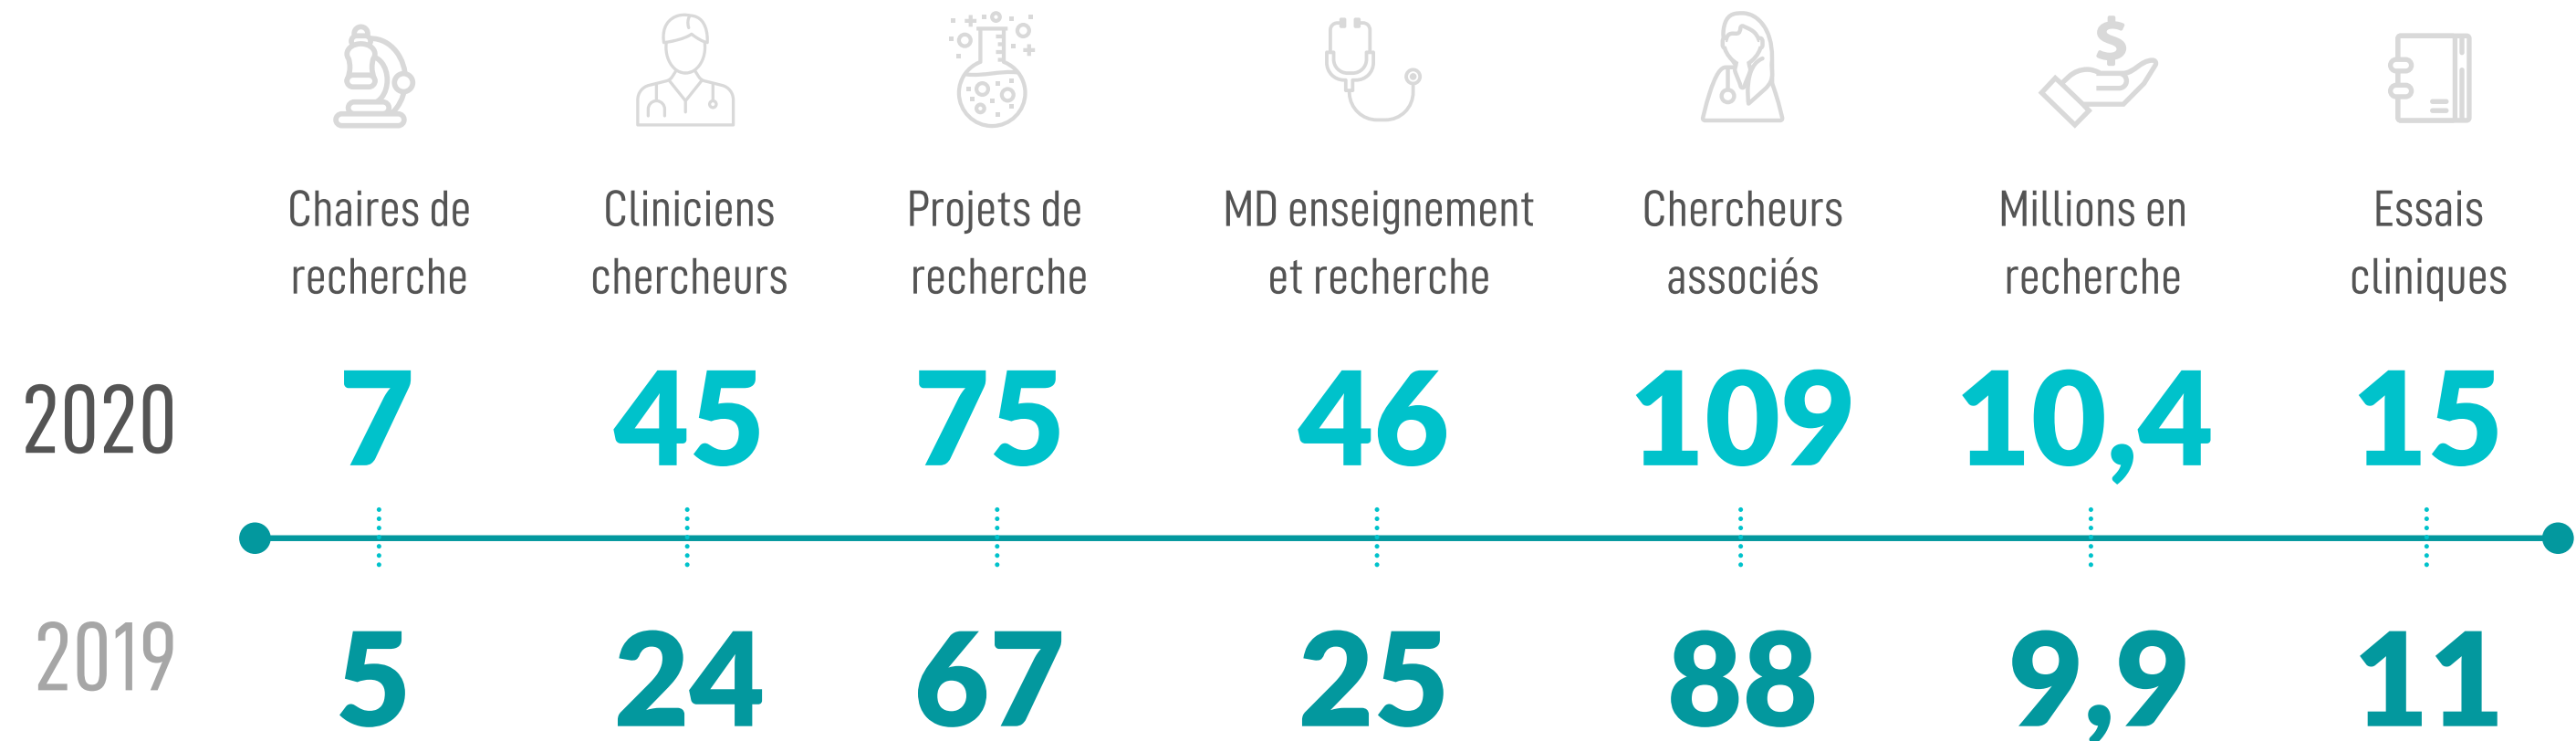 Chaires de
recherche
Cliniciens
chercheurs
Projets de
recherche
MD enseignement
et recherche
Chercheurs
associés
Millions en
recherche
Essais
cliniques
2020 7 45 75 46 109 10,4 15
2019 5 24 67 25 88 9,9 11